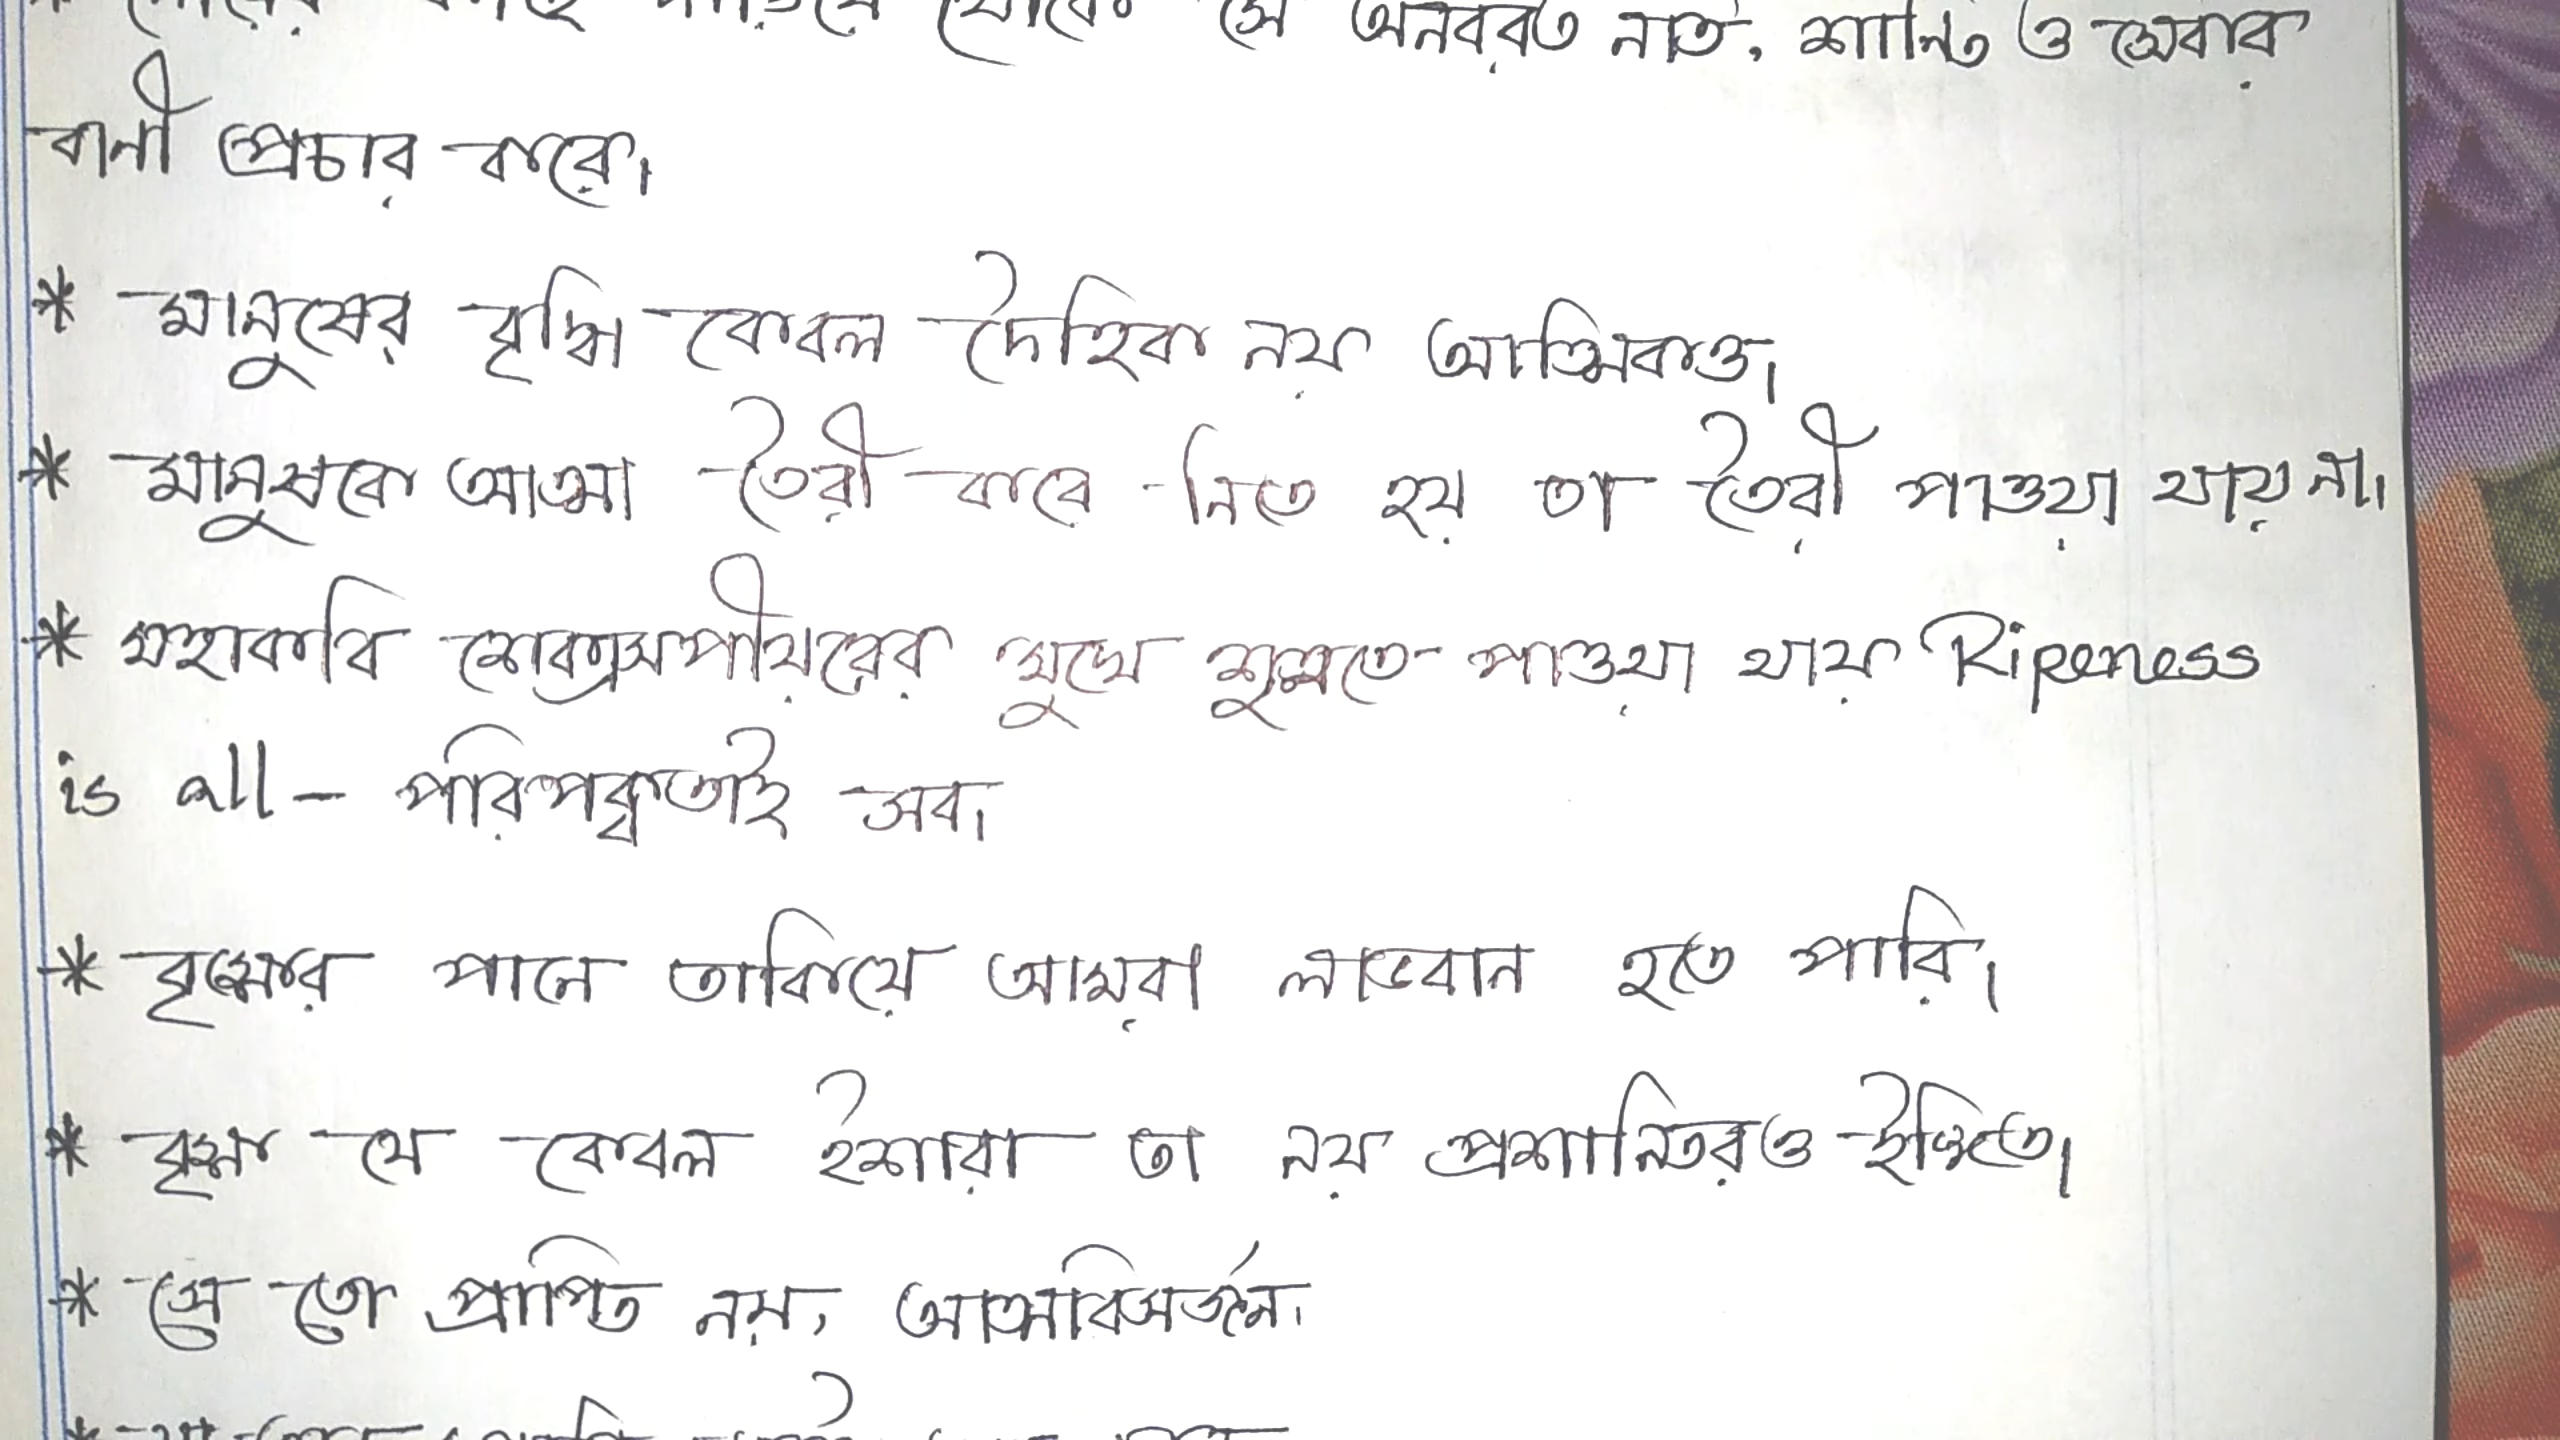 সে অনবরত নতি, শান্তি ও সেবার
বানী প্রচার করে।
* মানুষের বৃদ্ধি কেবল দৈহিক নয় আত্মিকও।
* মানুষকে আত্মা তৈরী করে নিতে হয় তা তৈরী পাওয়া যায় না।
* মহাকবি শেক্সপীয়রের মুখে শুনতে পাওয়া যায় Ripeness
is all - পরিপক্বতাই সব।
* বৃক্ষের পানে তাকিয়ে আমরা লাভবান হতে পারি।
* বৃক্ষ যে কেবল ইশারা তা নয় প্রশান্তিরও ইঙ্গিত।
* সে তো প্রাপ্তি নয়, আত্মবিসর্জন।